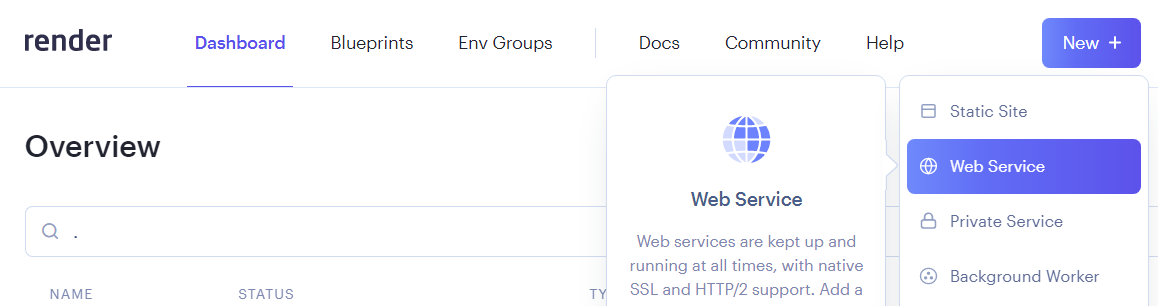 render
Dashboard
Blueprints
Env Groups
Docs
Community
Help
New +
Overview
.
NAME
STATUS
TY
Web Service
Web services are kept up and
running at all times, with native
SSL and HTTP/2 support. Add a
Static Site
Web Service
Private Service
Background Worker